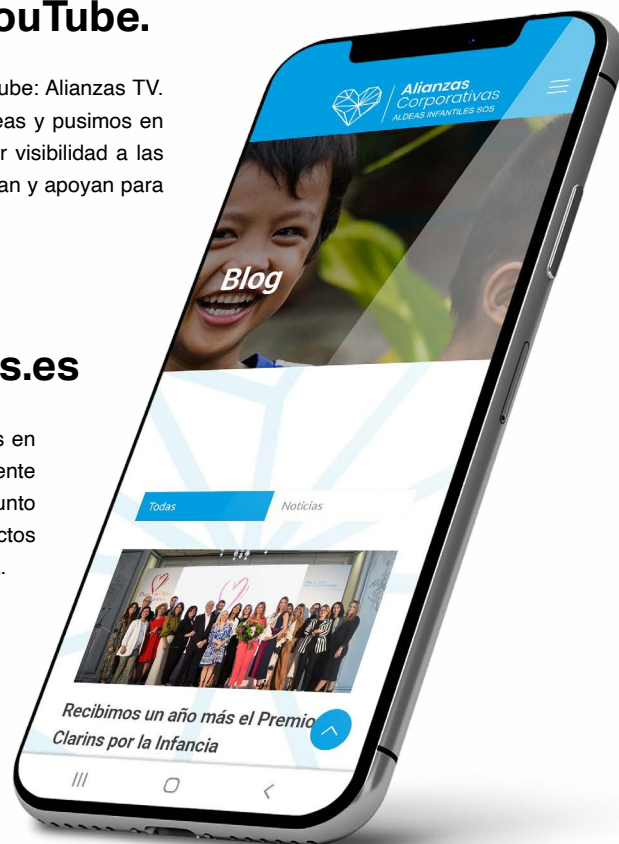 ouTube.
ube: Alianzas TV.
eas y pusimos en
r visibilidad a las
an y apoyan para
s.es
s en
ente
unto
ctos
.
Alianzas
Corporativas
ALDEAS INFANTILES SOS
Blog
Todas
Noticias
Recibimos un año más el Premio
Clarins por la Infancia